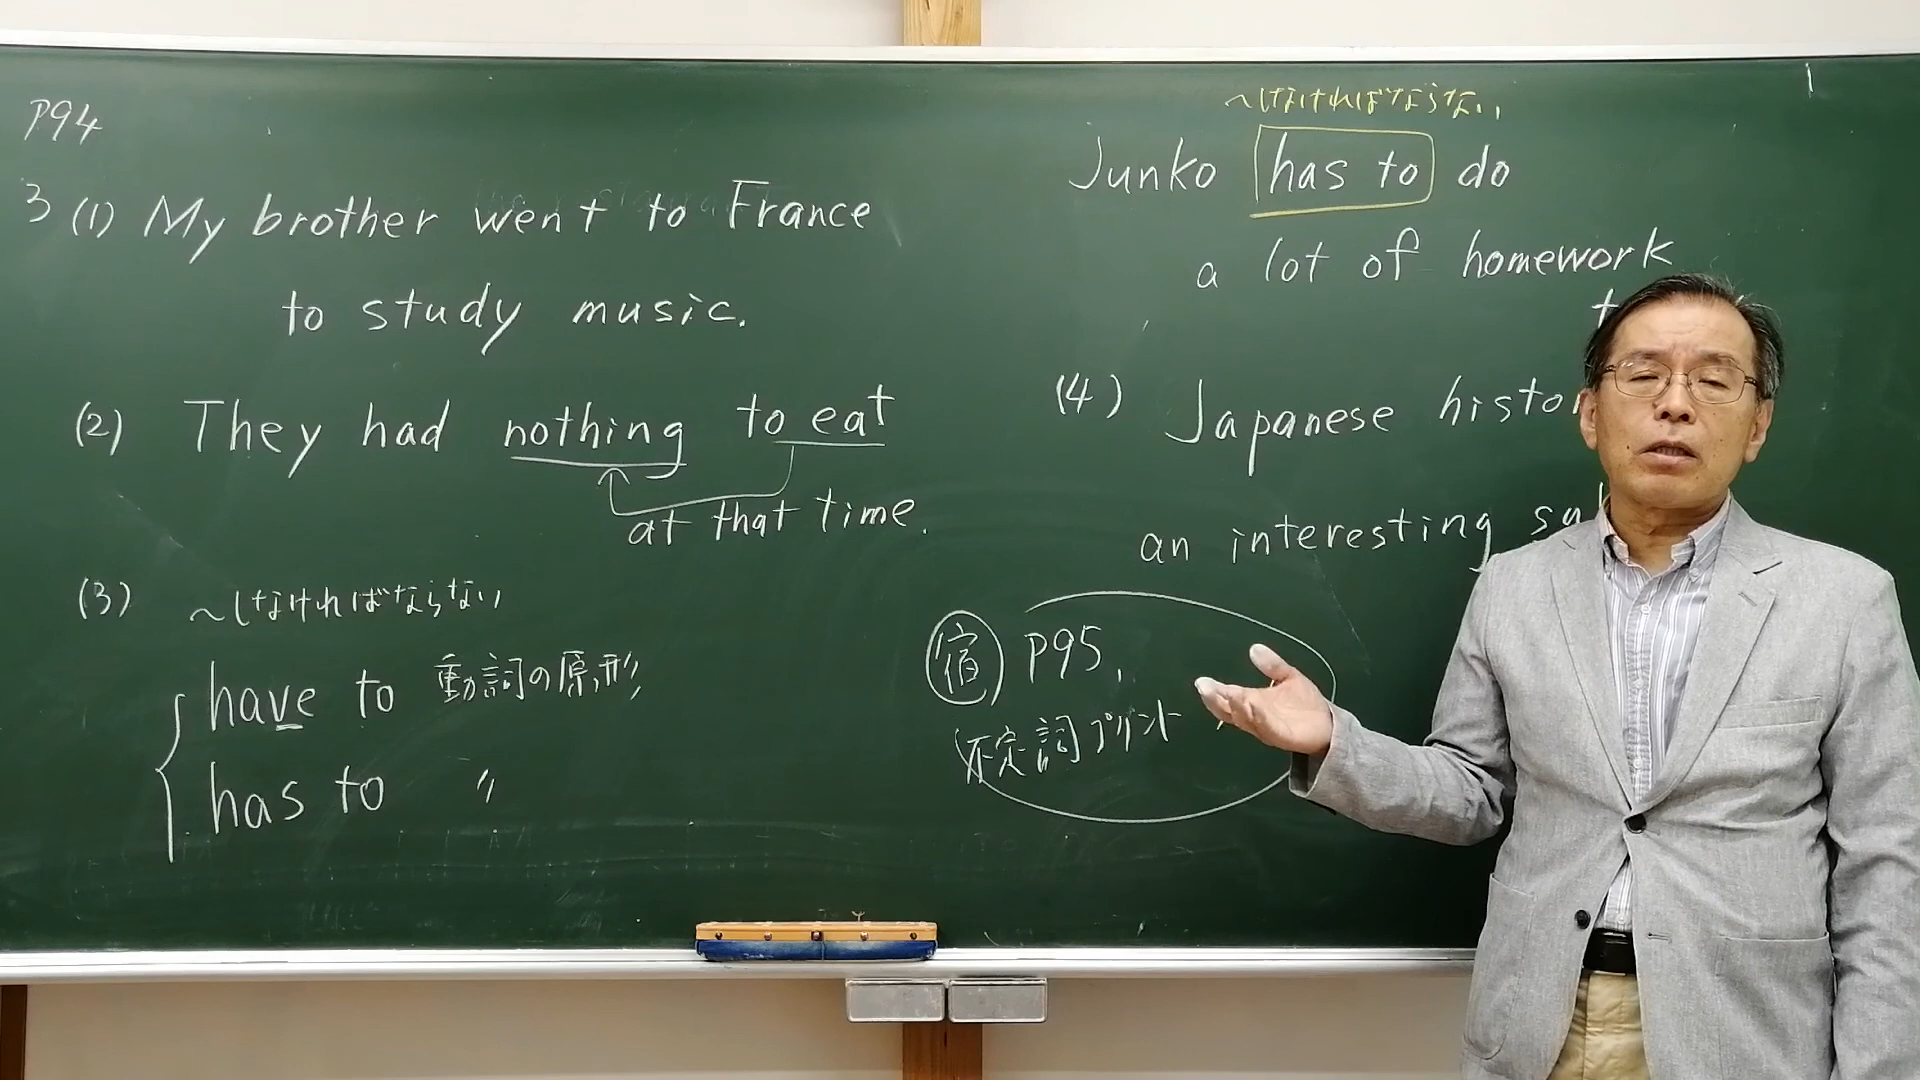 P94
3 (1) My brother went to France
to study music.
(2) They had nothing to eat
at that time.
(3) ~しなければならない
have to 動詞の原形
has to 〃
~しなければならない
Junko has to do
a lot of homework
(4) Japanese
an interesting
宿 P95,
不定詞プリント